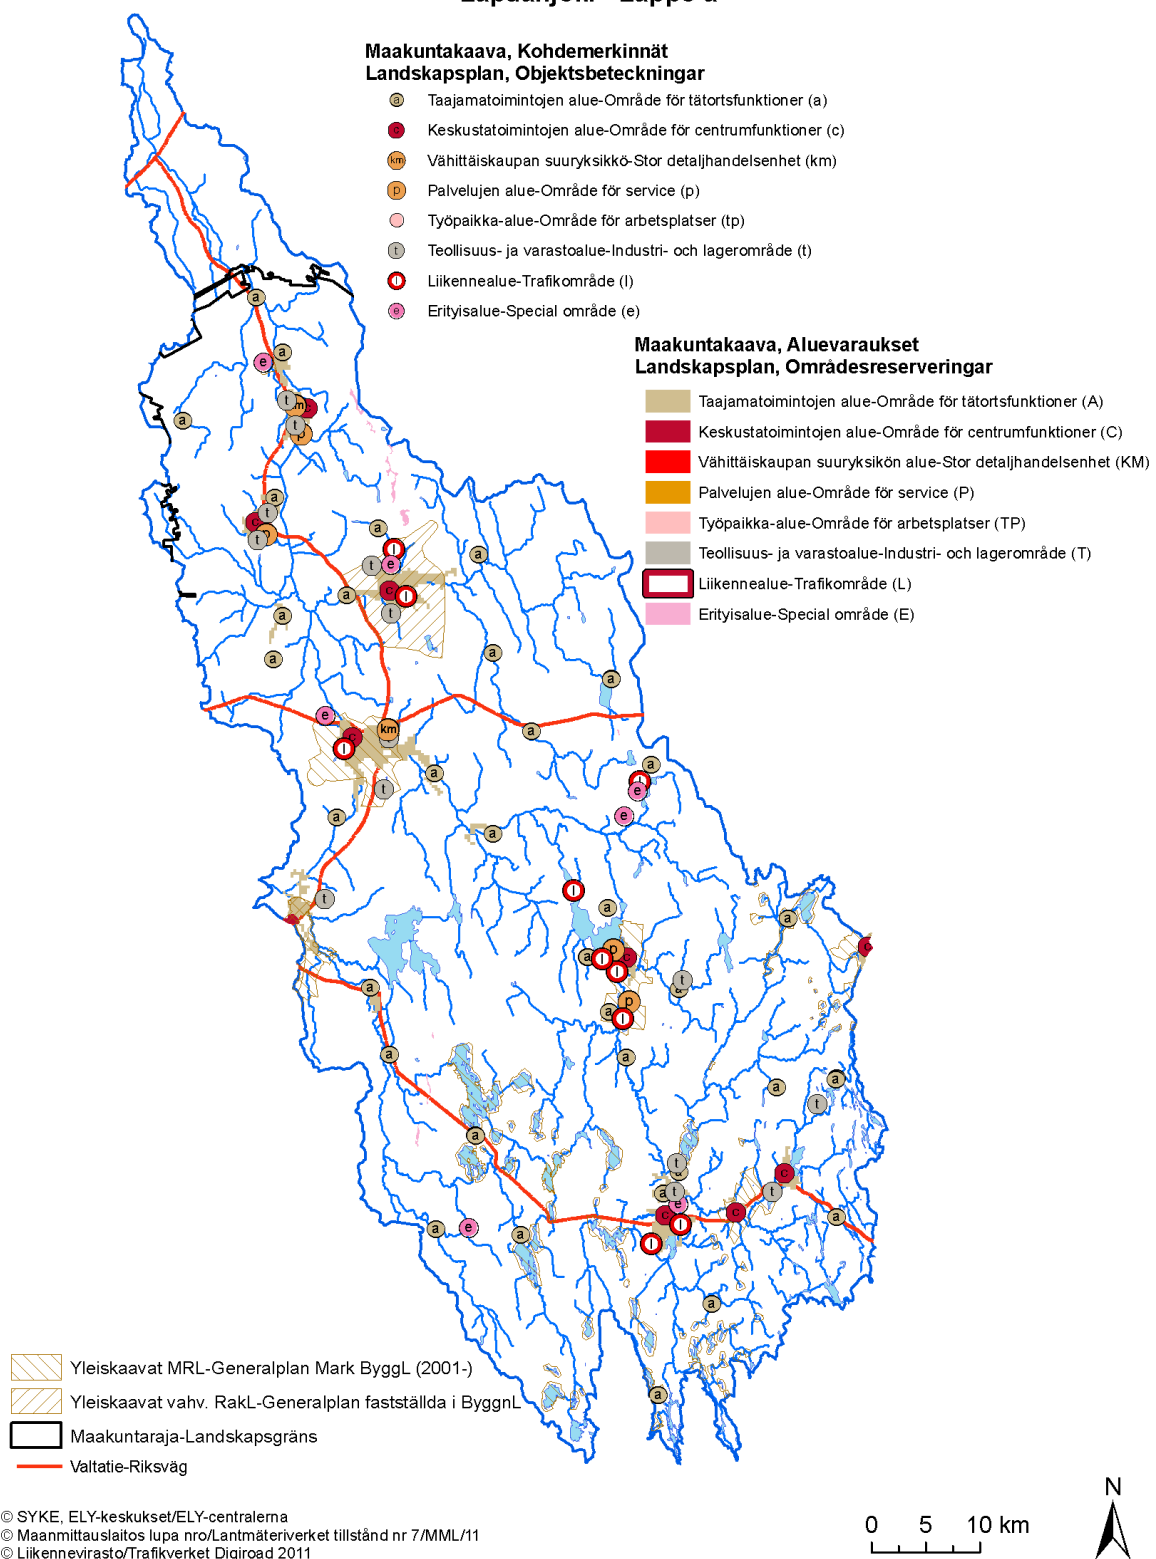 Maakuntakaava, Kohdemerkinnät
Landskapsplan, Objektsbeteckningar
a Taajamatoimintojen alue-Område för tätortsfunktioner (a)
c Keskustatoimintojen alue-Område för centrumfunktioner (c)
km Vähittäiskaupan suuryksikkö-Stor detaljhandelsenhet (km)
p Palvelujen alue-Område för service (p)
Työpaikka-alue-Område för arbetsplatser (tp)
t Teollisuus- ja varastoalue-Industri- och lagerområde (t)
l Liikennealue-Trafikområde (l)
e Erityisalue-Special område (e)
Maakuntakaava, Aluevaraukset
Landskapsplan, Områdesreserveringar
Taajamatoimintojen alue-Område för tätortsfunktioner (A)
Keskustatoimintojen alue-Område för centrumfunktioner (C)
Vähittäiskaupan suuryksikön alue-Stor detaljhandelsenhet (KM)
Palvelujen alue-Område för service (P)
Työpaikka-alue-Område för arbetsplatser (TP)
Teollisuus- ja varastoalue-Industri- och lagerområde (T)
Liikennealue-Trafikområde (L)
Erityisalue-Special område (E)
Yleiskaavat MRL-Generalplan Mark ByggL (2001-)
Yleiskaavat vahv. RakL-Generalplan fastställda i ByggnL
Maakuntaraja-Landskapsgräns
Valtatie-Riksväg
© SYKE, ELY-keskukset/ELY-centralerna
© Maanmittauslaitos lupa nro/Lantmäteriverket tillstånd nr 7/MML/11
© Liikennevirasto/Trafikverket Digiroad 2011
0 5 10 km
N